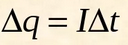 Δq = IΔt